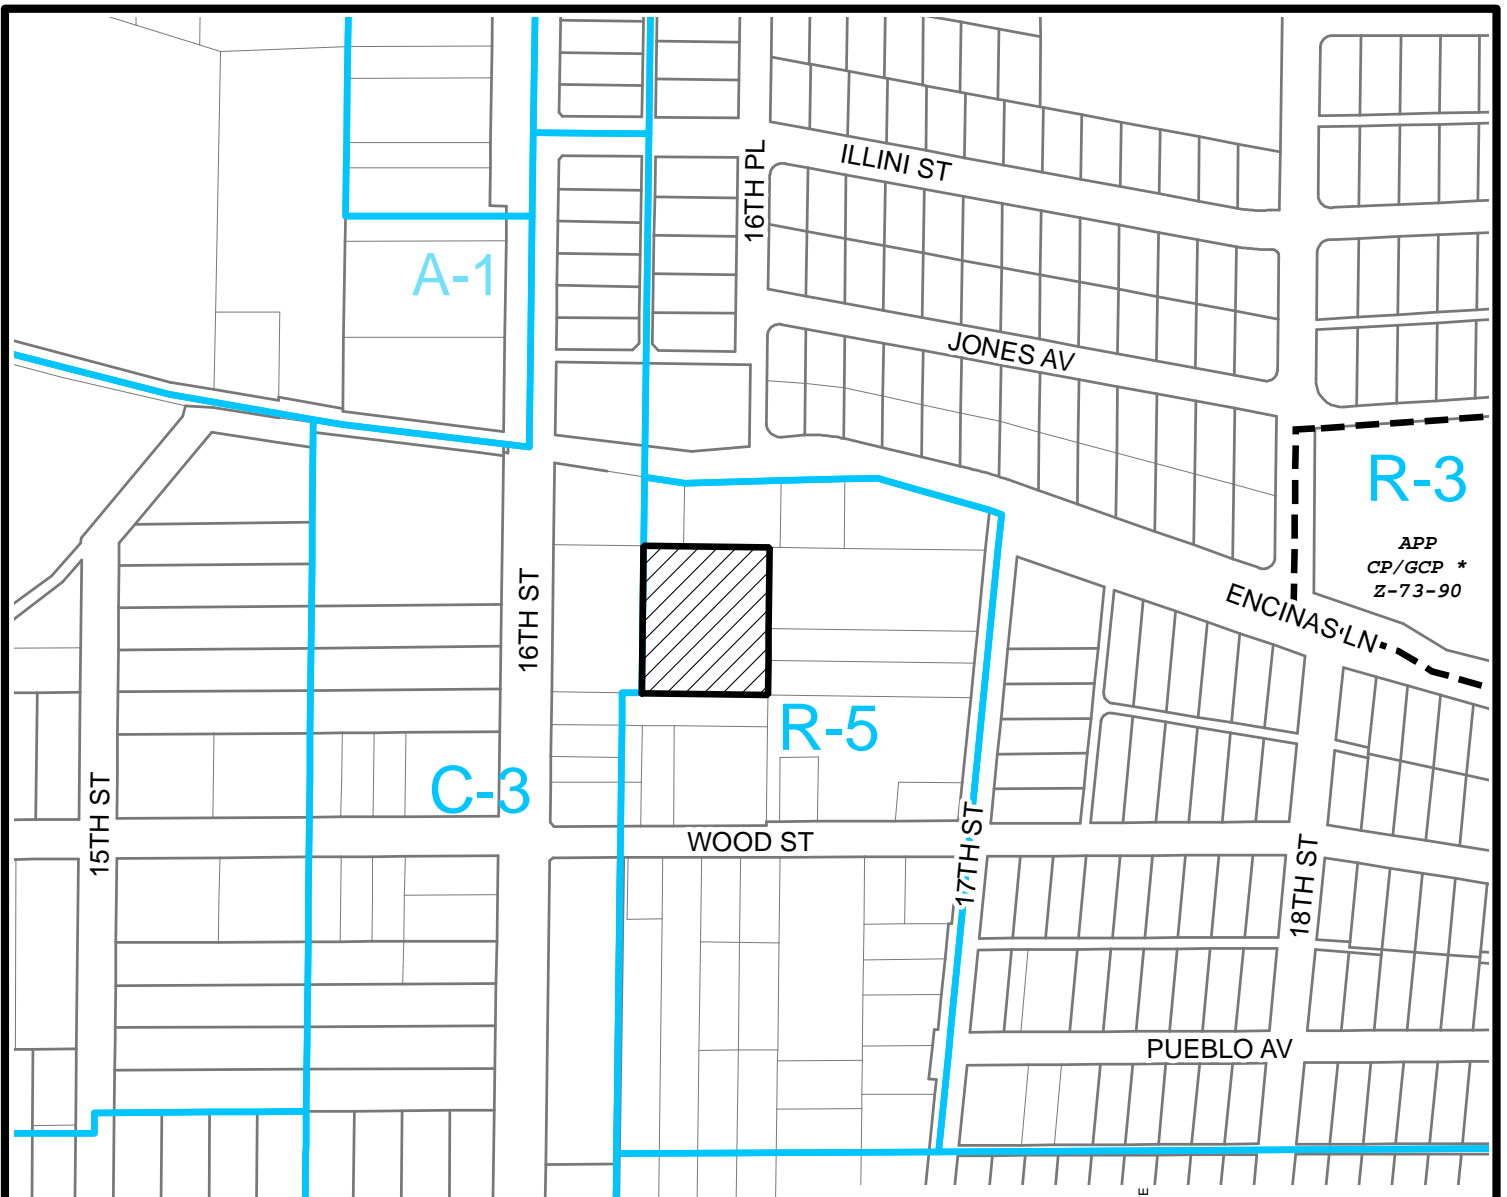 ILLINI ST
16TH PL
A-1
JONES AV
R-3
APP
CP/GCP *
Z-73-90
ENCINAS LN
16TH ST
R-5
C-3
15TH ST
WOOD ST
17TH ST
18TH ST
PUEBLO AV
E